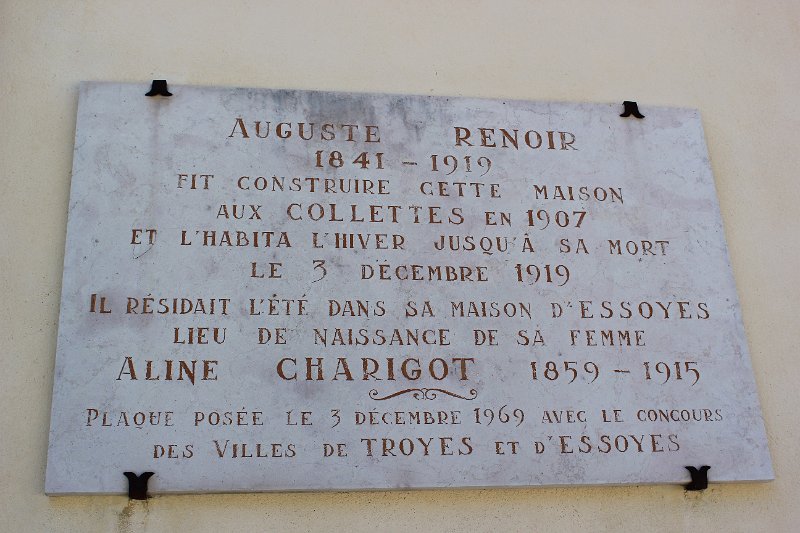 AUGUSTE RENOIR
1841 - 1919
FIT CONSTRUIRE CETTE MAISON
AUX COLLETTES EN 1907
ET L'HABITA L'HIVER JUSQU'À SA MORT
LE 3 DÉCEMBRE 1919
IL RÉSIDAIT L'ÉTÉ DANS SA MAISON D'ESSOYES
LIEU DE NAISSANCE DE SA FEMME
ALINE CHARIGOT 1859 - 1915
PLAQUE POSÉE LE 3 DÉCEMBRE 1969 AVEC LE CONCOURS
DES VILLES DE TROYES ET D'ESSOYES